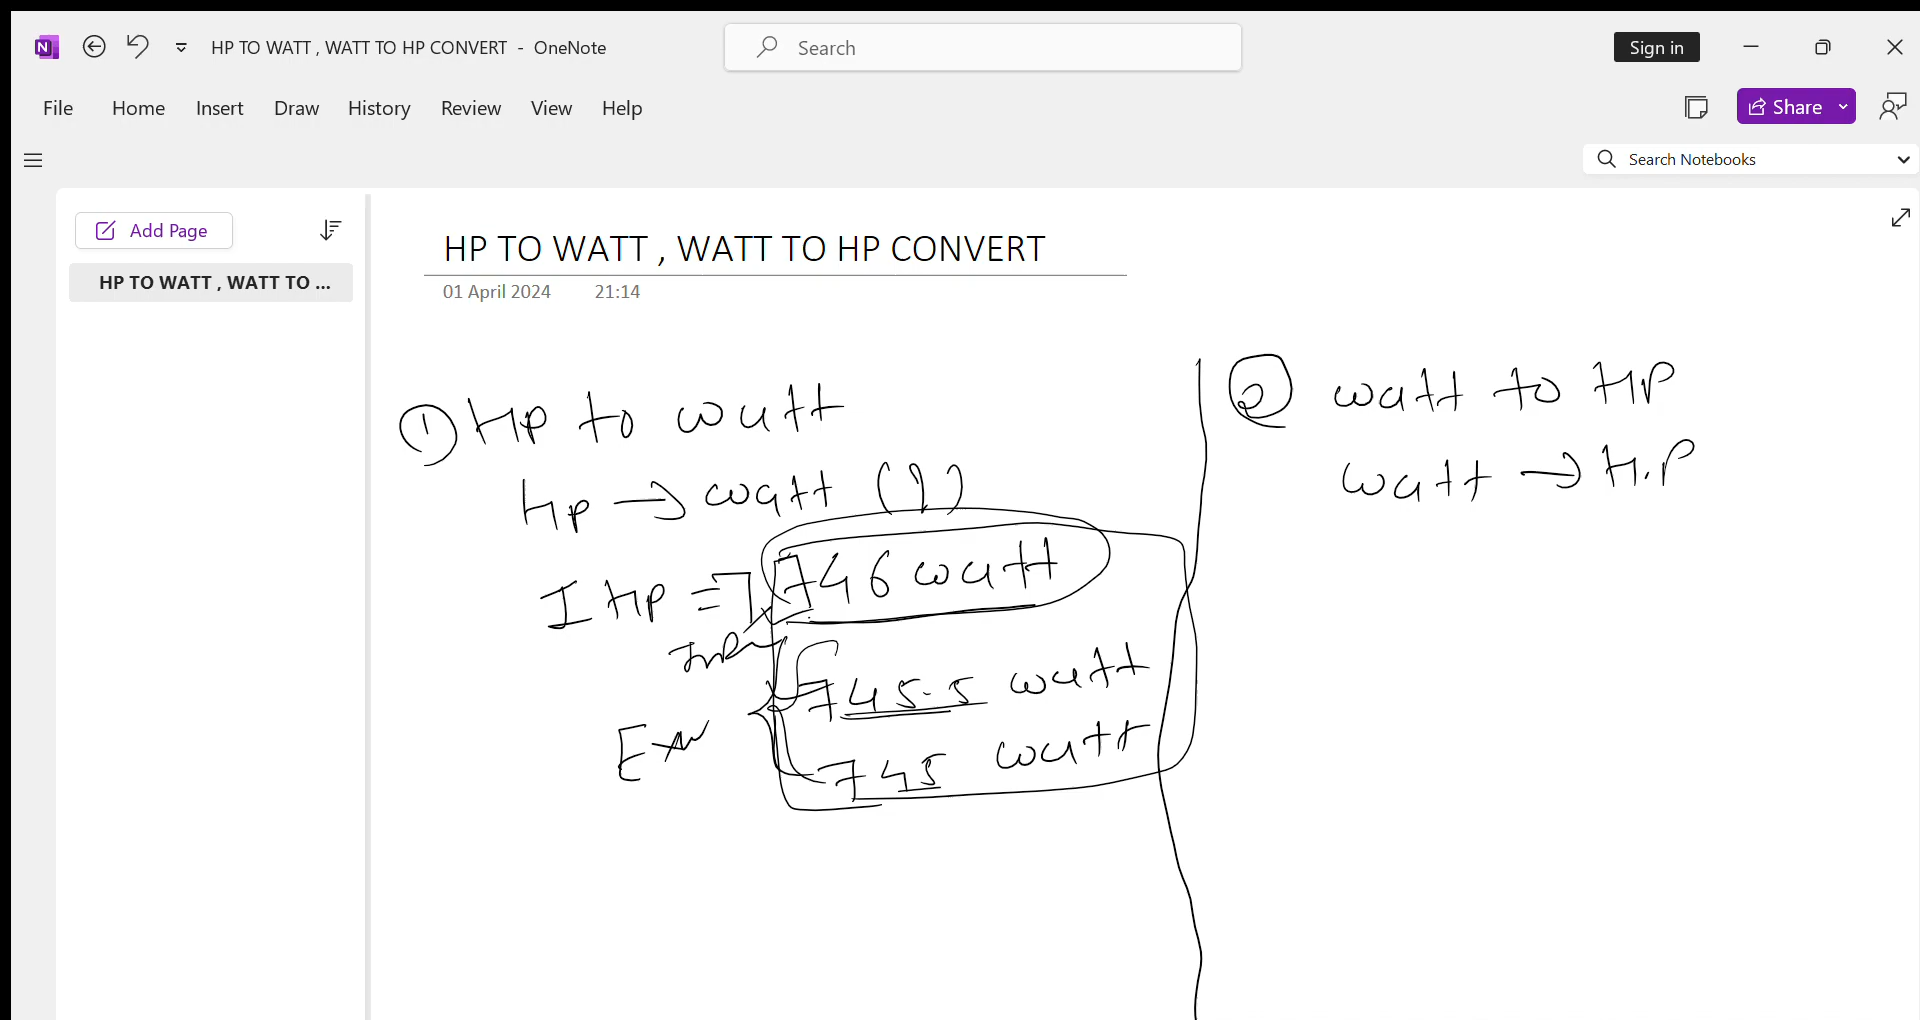 HP TO WATT , WATT TO HP CONVERT - OneNote
Search
Sign in
File Home Insert Draw History Review View Help
Share
Search Notebooks
Add Page
HP TO WATT , WATT TO ...
HP TO WATT , WATT TO HP CONVERT
01 April 2024 21:14
① HP to watt
HP → watt (?)
1 HP = 746 watt
745.5 watt
745 watt
② watt to HP
watt → H.P